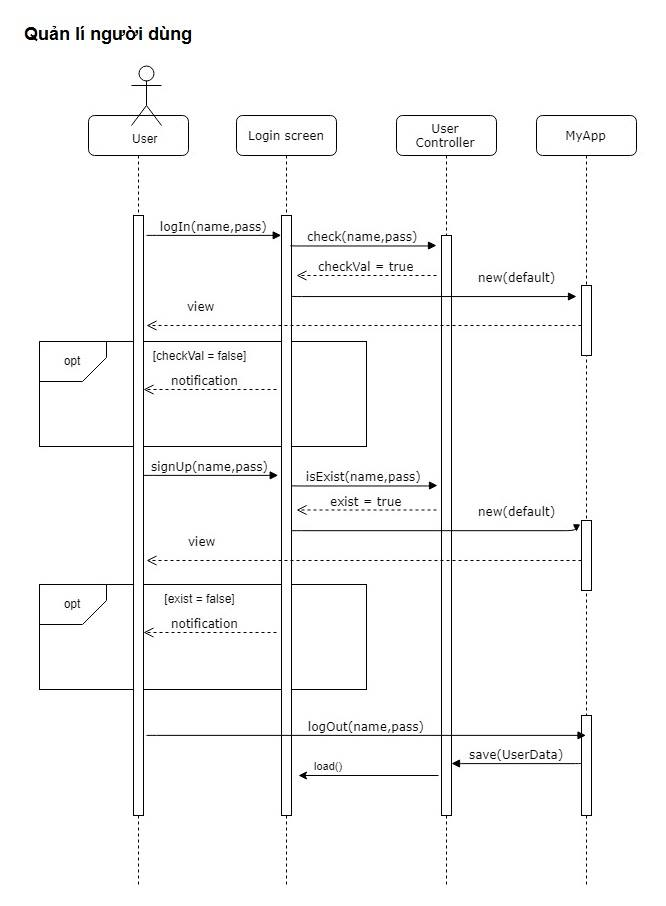 Quản lí người dùng
User
Login screen
User
Controller
MyApp
logIn(name,pass)
check(name,pass)
checkVal = true
new(default)
view
opt
[checkVal = false]
notification
signUp(name,pass)
isExist(name,pass)
exist = true
new(default)
view
opt
[exist = false]
notification
logOut(name,pass)
save(UserData)
load()